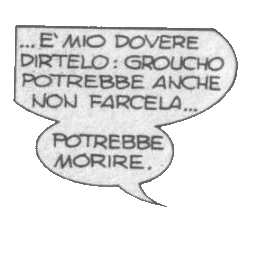 ...E' MIO DOVERE
DIRTELO: GROUCHO
POTREBBE ANCHE
NON FARCELA...
POTREBBE
MORIRE.